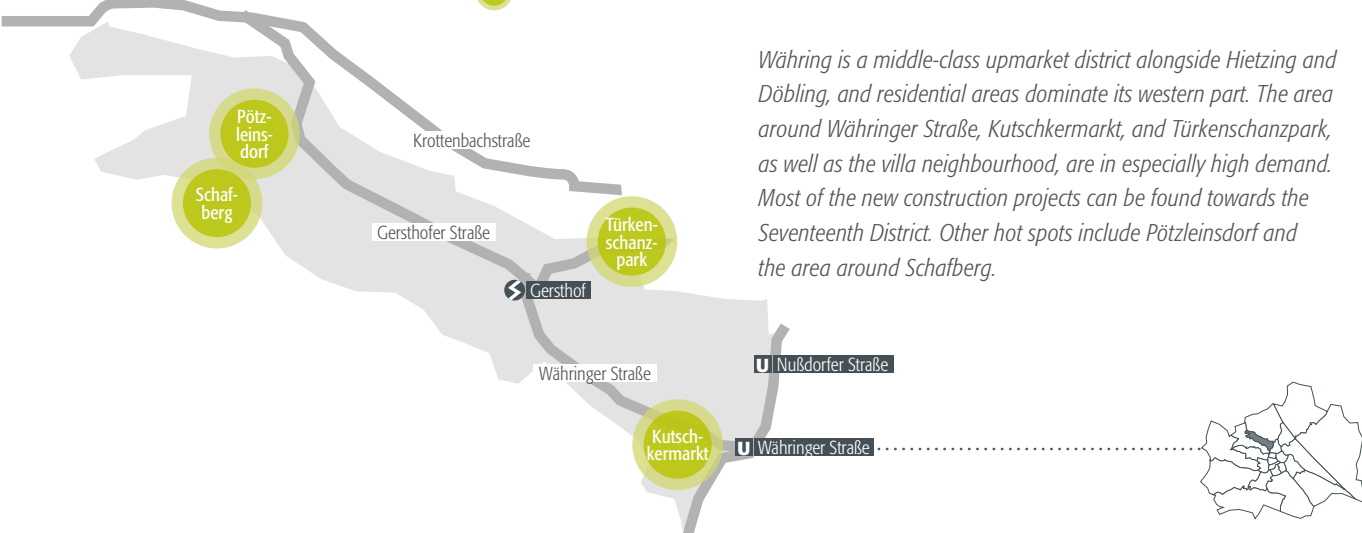 Währing is a middle-class upmarket district alongside Hietzing and
Döbling, and residential areas dominate its western part. The area
around Währinger Straße, Kutschkermarkt, and Türkenschanzpark,
as well as the villa neighbourhood, are in especially high demand.
Most of the new construction projects can be found towards the
Seventeenth District. Other hot spots include Pötzleinsdorf and
the area around Schafberg.
Pötz-
leins-
dorf
Krottenbachstraße
Schaf-
berg
Gersthofer Straße
Türken-
schanz-
park
Gersthof
U Nußdorfer Straße
Währinger Straße
Kutsch-
kermarkt
U Währinger Straße